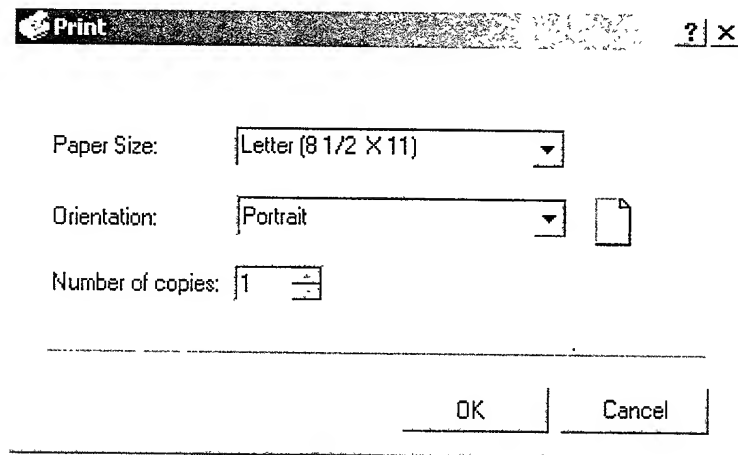 Print ? ×
Paper Size: Letter (8 1/2 X 11)
Orientation: Portrait
Number of copies: 1
OK Cancel